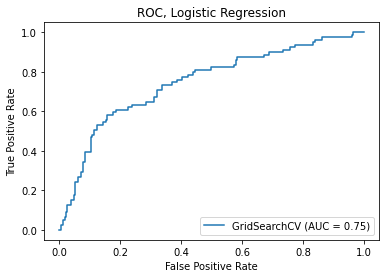 ROC, Logistic Regression
True Positive Rate
1.0
0.8
0.6
0.4
0.2
0.0
GridSearchCV (AUC = 0.75)
0.0 0.2 0.4 0.6 0.8 1.0
False Positive Rate